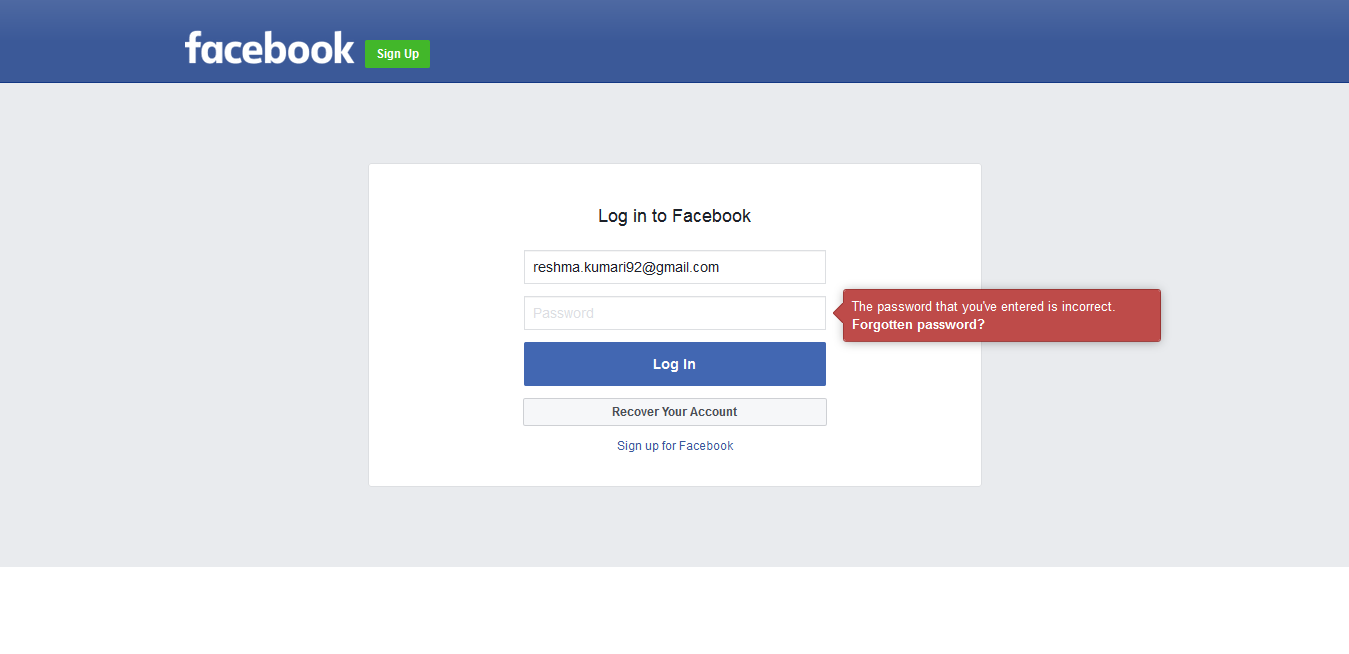 facebook
Sign Up
Log in to Facebook
reshma.kumari92@gmail.com
Password
The password that you've entered is incorrect.
Forgotten password?
Log In
Recover Your Account
Sign up for Facebook